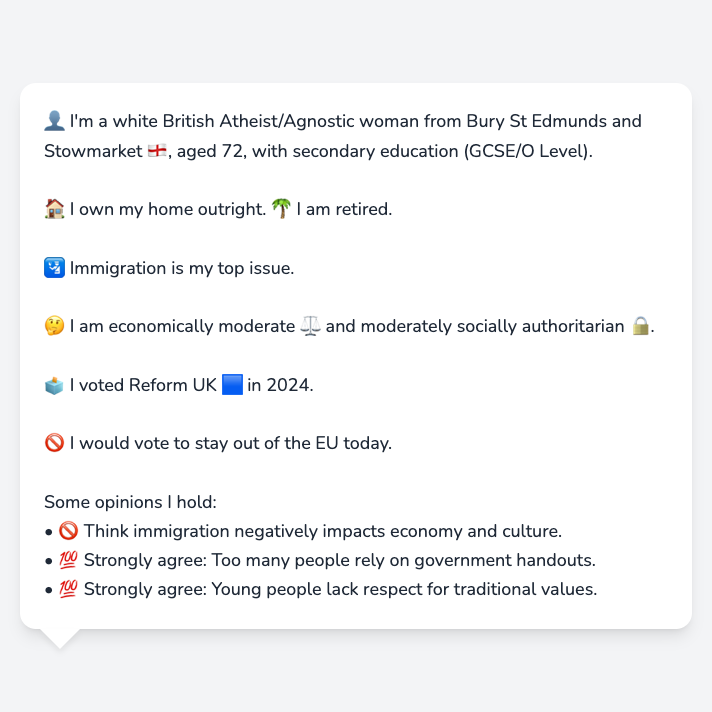 👤 I'm a white British Atheist/Agnostic woman from Bury St Edmunds and
Stowmarket 🏴󠁧󠁢󠁥󠁮󠁧󠁿, aged 72, with secondary education (GCSE/O Level).
🏠 I own my home outright. 🌴 I am retired.
🛂 Immigration is my top issue.
🤔 I am economically moderate ⚖️ and moderately socially authoritarian 🔒.
🗳️ I voted Reform UK 🟦 in 2024.
🚫 I would vote to stay out of the EU today.
Some opinions I hold:
• 🚫 Think immigration negatively impacts economy and culture.
• 💯 Strongly agree: Too many people rely on government handouts.
• 💯 Strongly agree: Young people lack respect for traditional values.